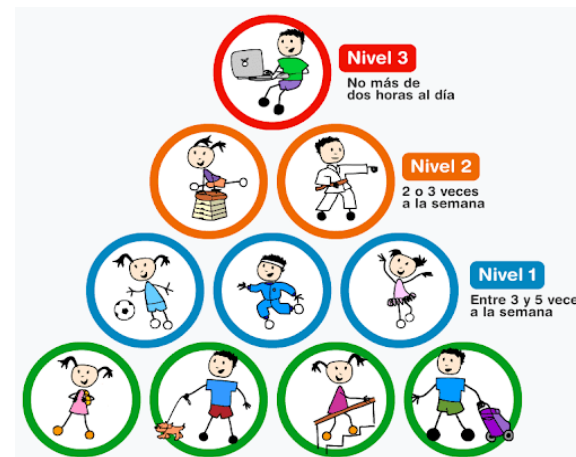 Nivel 3
No más de
dos horas al día
Nivel 2
2 o 3 veces
a la semana
Nivel 1
Entre 3 y 5 vece
a la semana